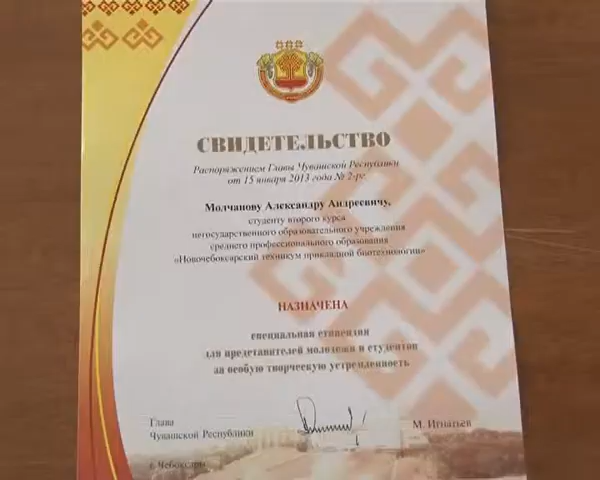 СВИДЕТЕЛЬСТВО
Распоряжением Главы Чувашской Республики
от 15 января 2013 года № 2-рг
Молчанову Александру Андреевичу,
студенту второго курса
негосударственного образовательного учреждения
среднего профессионального образования
«Новочебоксарский техникум прикладной биотехнологии»
НАЗНАЧЕНА
специальная стипендия
для представителей молодежи и студентов
за особую творческую устремленность
Глава
Чувашской Республики
М. Игнатьев
г. Чебоксары